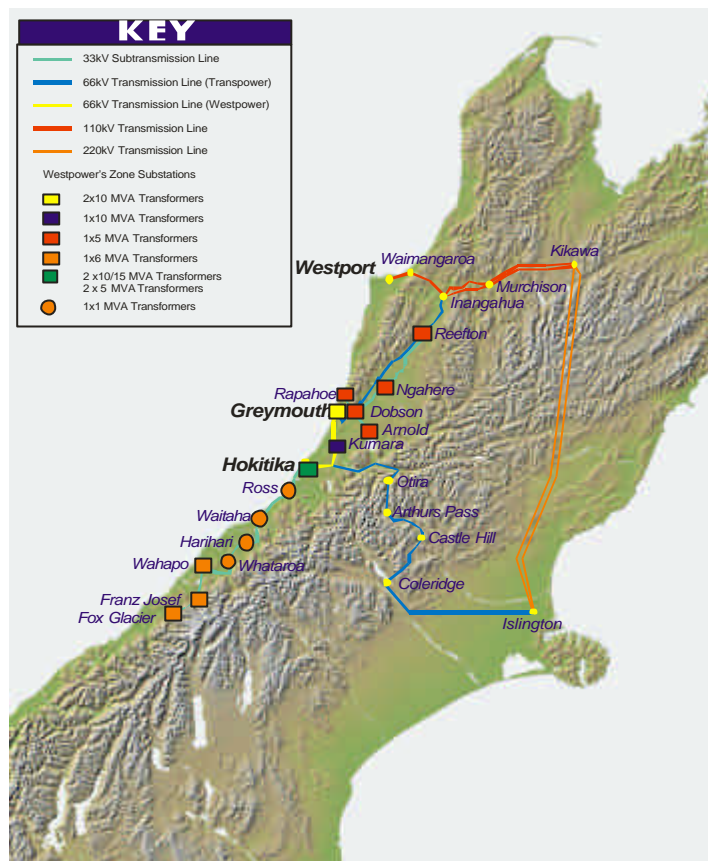 KEY
33kV Subtransmission Line
66kV Transmission Line (Transpower)
66kV Transmission Line (Westpower)
110kV Transmission Line
220kV Transmission Line
Westpower's Zone Substations
2x10 MVA Transformers
1x10 MVA Transformers
1x5 MVA Transformers
1x6 MVA Transformers
2 x10/15 MVA Transformers
2 x 5 MVA Transformers
1x1 MVA Transformers
Westport
Waimangaroa
Kikawa
Murchison
Inangahua
Reefton
Rapahoe
Ngahere
Greymouth
Dobson
Arnold
Kumara
Hokitika
Ross
Otira
Waitaha
Arthurs Pass
Harihari
Castle Hill
Wahapo
Whataroa
Coleridge
Franz Josef
Fox Glacier
Islington